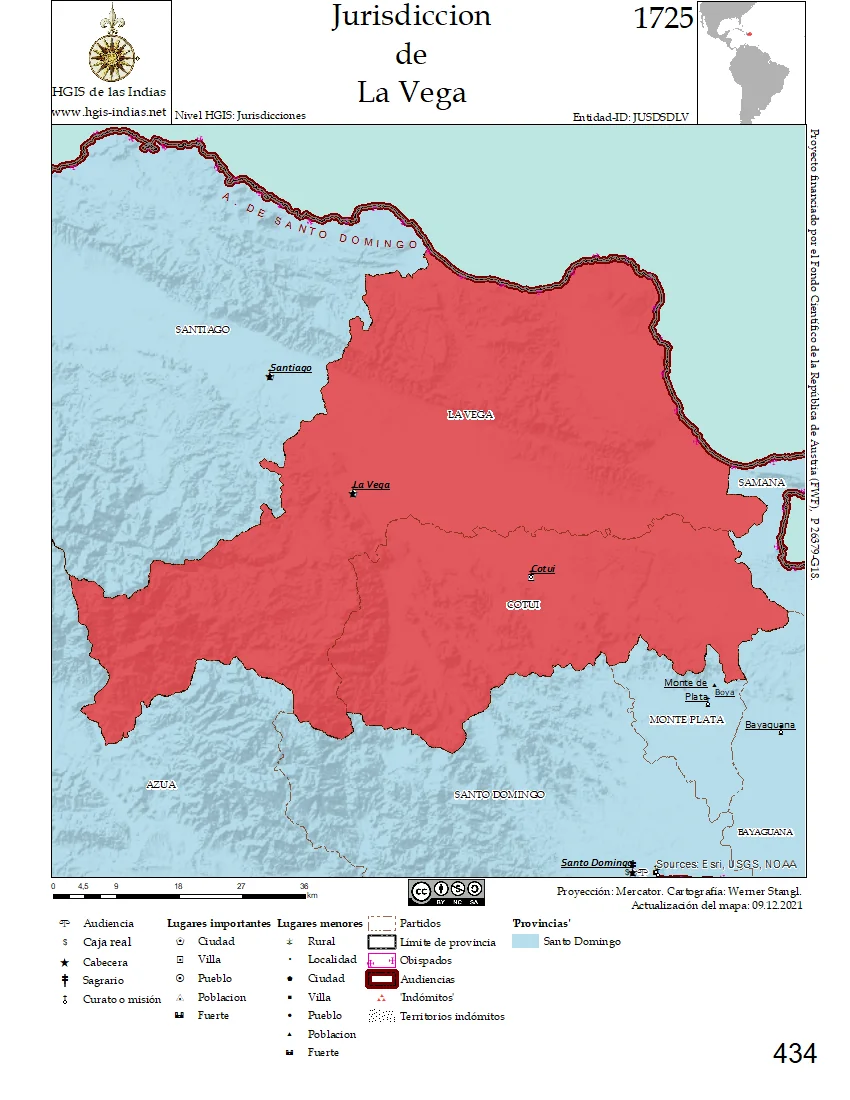 Jurisdiccion
de
La Vega
1725
HGIS de las Indias
www.hgis-indias.net
Nivel HGIS: Jurisdicciones
Entidad-ID: JUSDSDLV
Proyecto financiado por el Fondo Científico de la República de Austria (FWF), P 26379-G18.
A. DE SANTO DOMINGO
SANTIAGO
Santiago
LA VEGA
La Vega
SAMANA
Cotui
COTUI
Monte de
Plata
Boya
MONTE PLATA
Bayaguana
AZUA
SANTO DOMINGO
BAYAGUANA
Santo Domingo
Sources: Esri, USGS, NOAA
0 4,5 9 18 27 36
km
CC BY NC SA
Proyección: Mercator. Cartografía: Werner Stangl.
Actualización del mapa: 09.12.2021
Audiencia
Caja real
Cabecera
Sagrario
Curato o misión
Lugares importantes
Ciudad
Villa
Pueblo
Poblacion
Fuerte
Lugares menores
Rural
Localidad
Ciudad
Villa
Pueblo
Poblacion
Fuerte
Partidos
Límite de provincia
Obispados
Audiencias
'Indómitos'
Territorios indómitos
'Provincias'
Santo Domingo
434